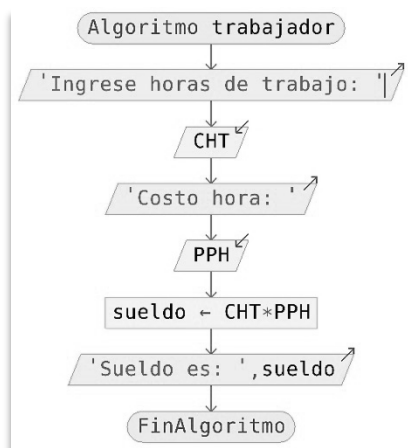 Algoritmo trabajador
'Ingrese horas de trabajo: '
CHT
'Costo hora: '
PPH
sueldo ← CHT*PPH
'Sueldo es: ',sueldo
FinAlgoritmo